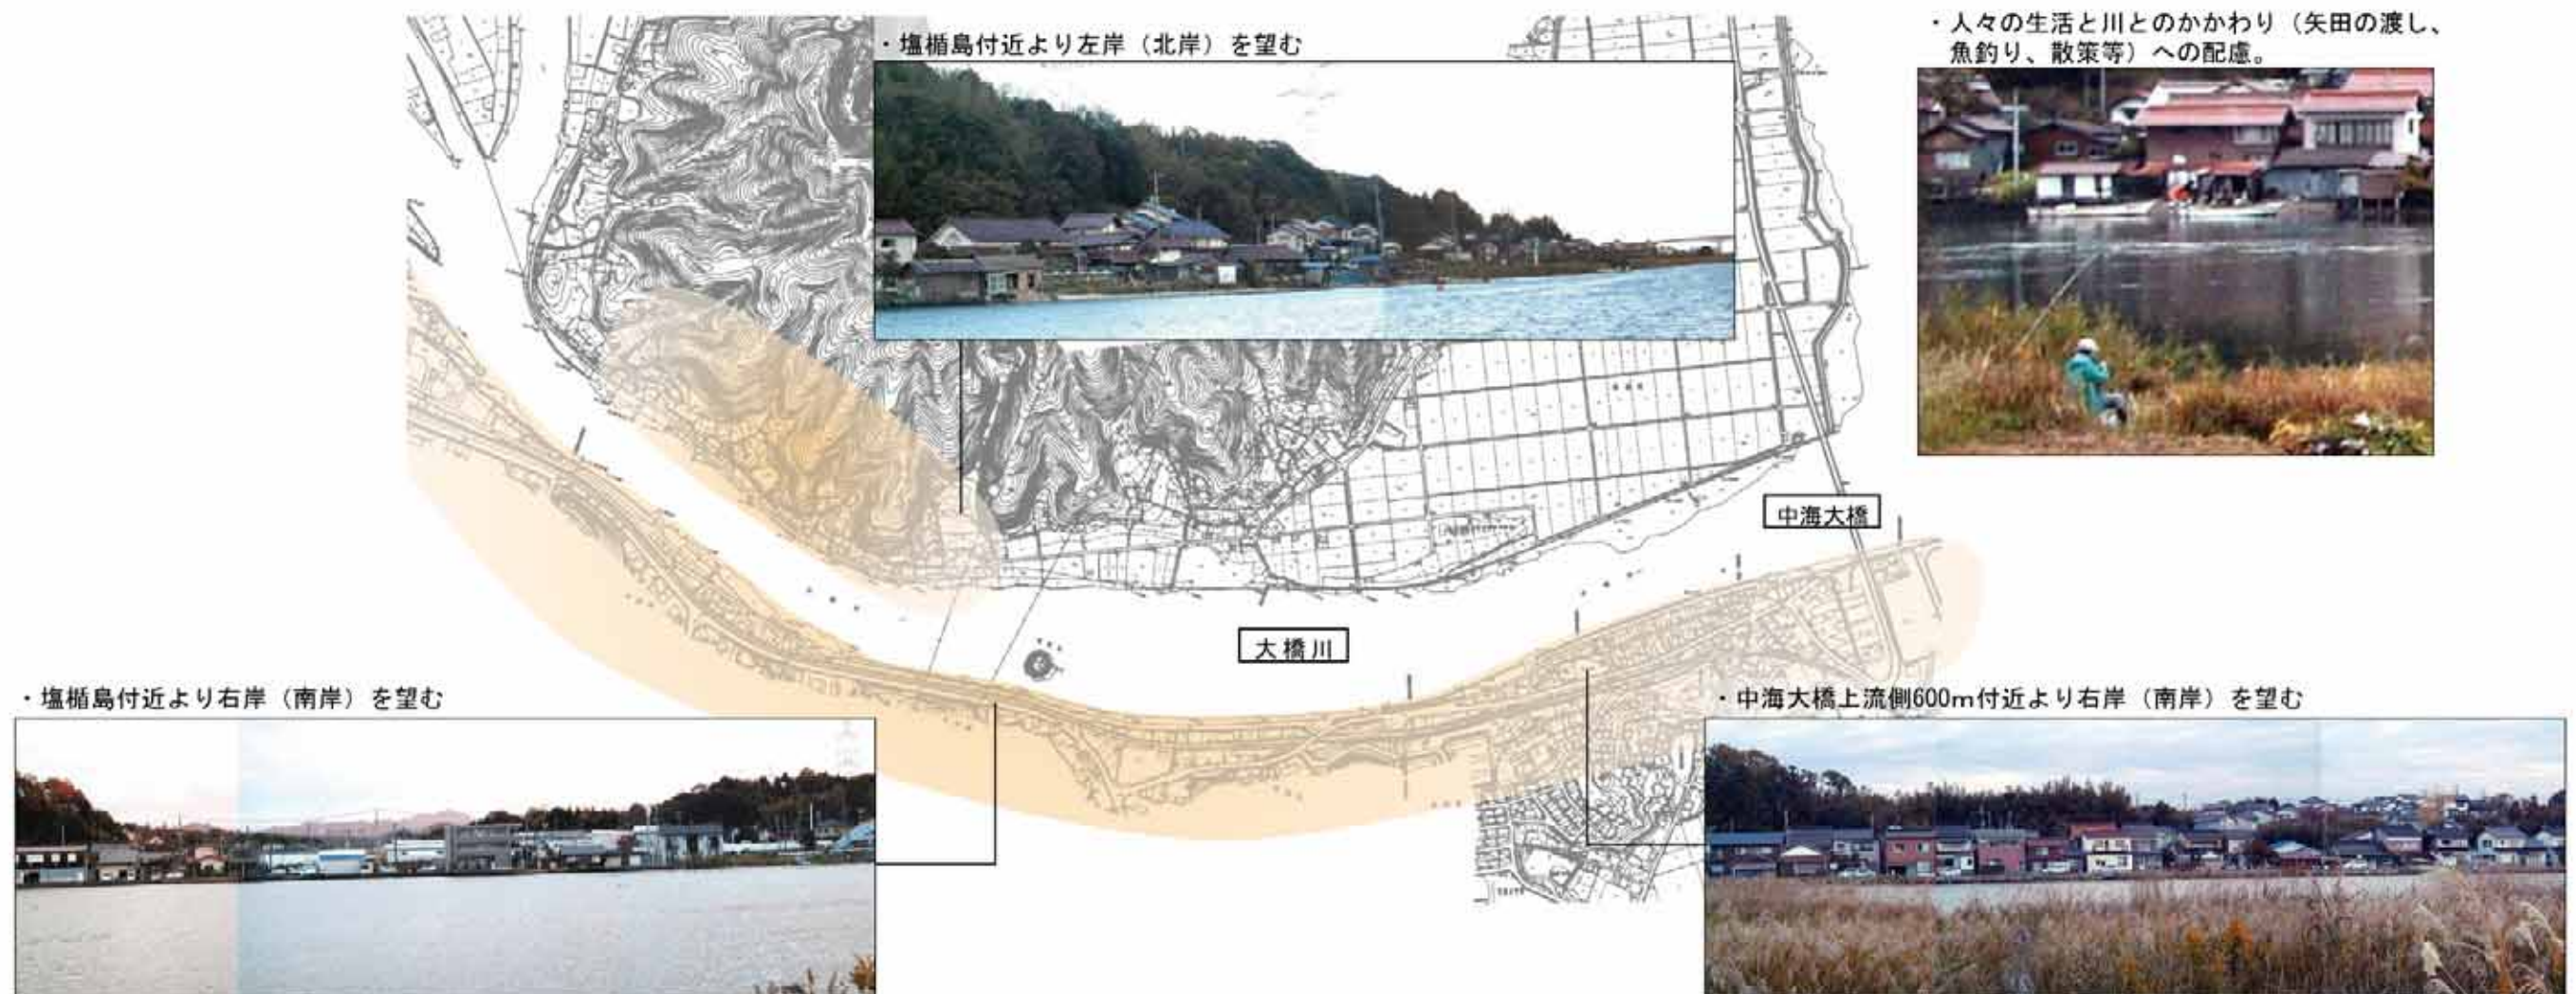 ・塩楯島付近より左岸（北岸）を望む
・人々の生活と川とのかかわり（矢田の渡し、
魚釣り、散策等）への配慮。
中海大橋
大橋川
・塩楯島付近より右岸（南岸）を望む
・中海大橋上流側600m付近より右岸（南岸）を望む